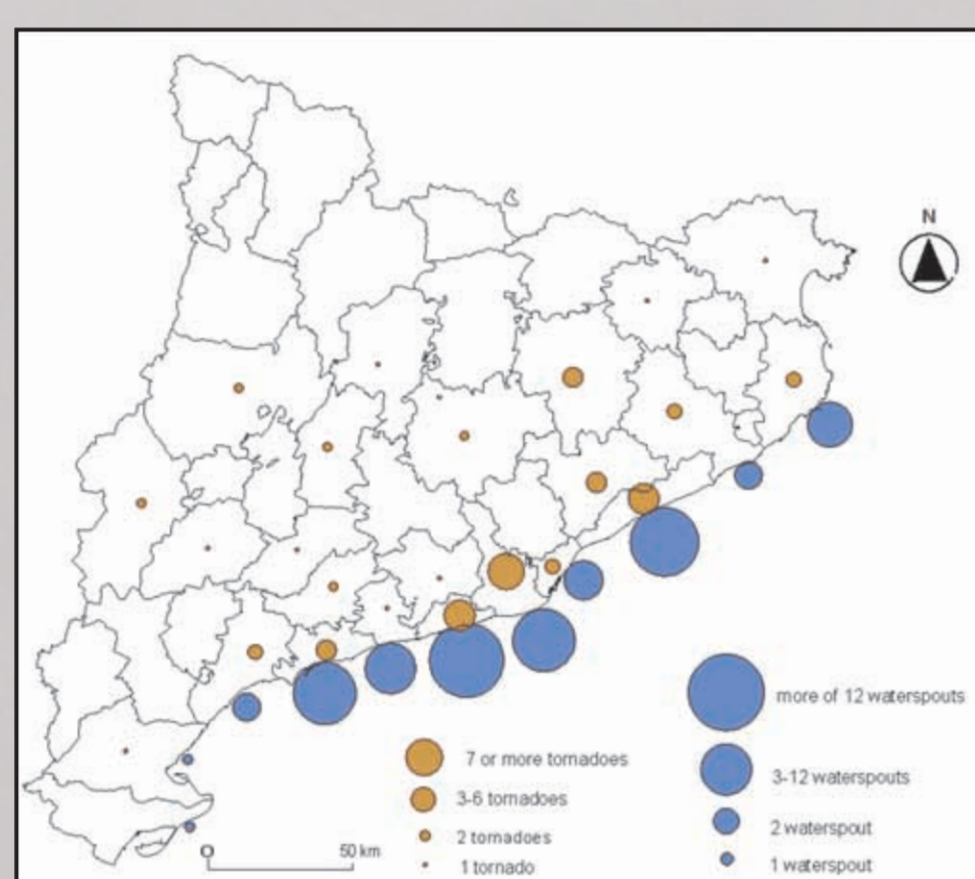 N
7 or more tornadoes
3-6 tornadoes
2 tornadoes
1 tornado
more of 12 waterspouts
3-12 waterspouts
2 waterspout
1 waterspout
0
50 km